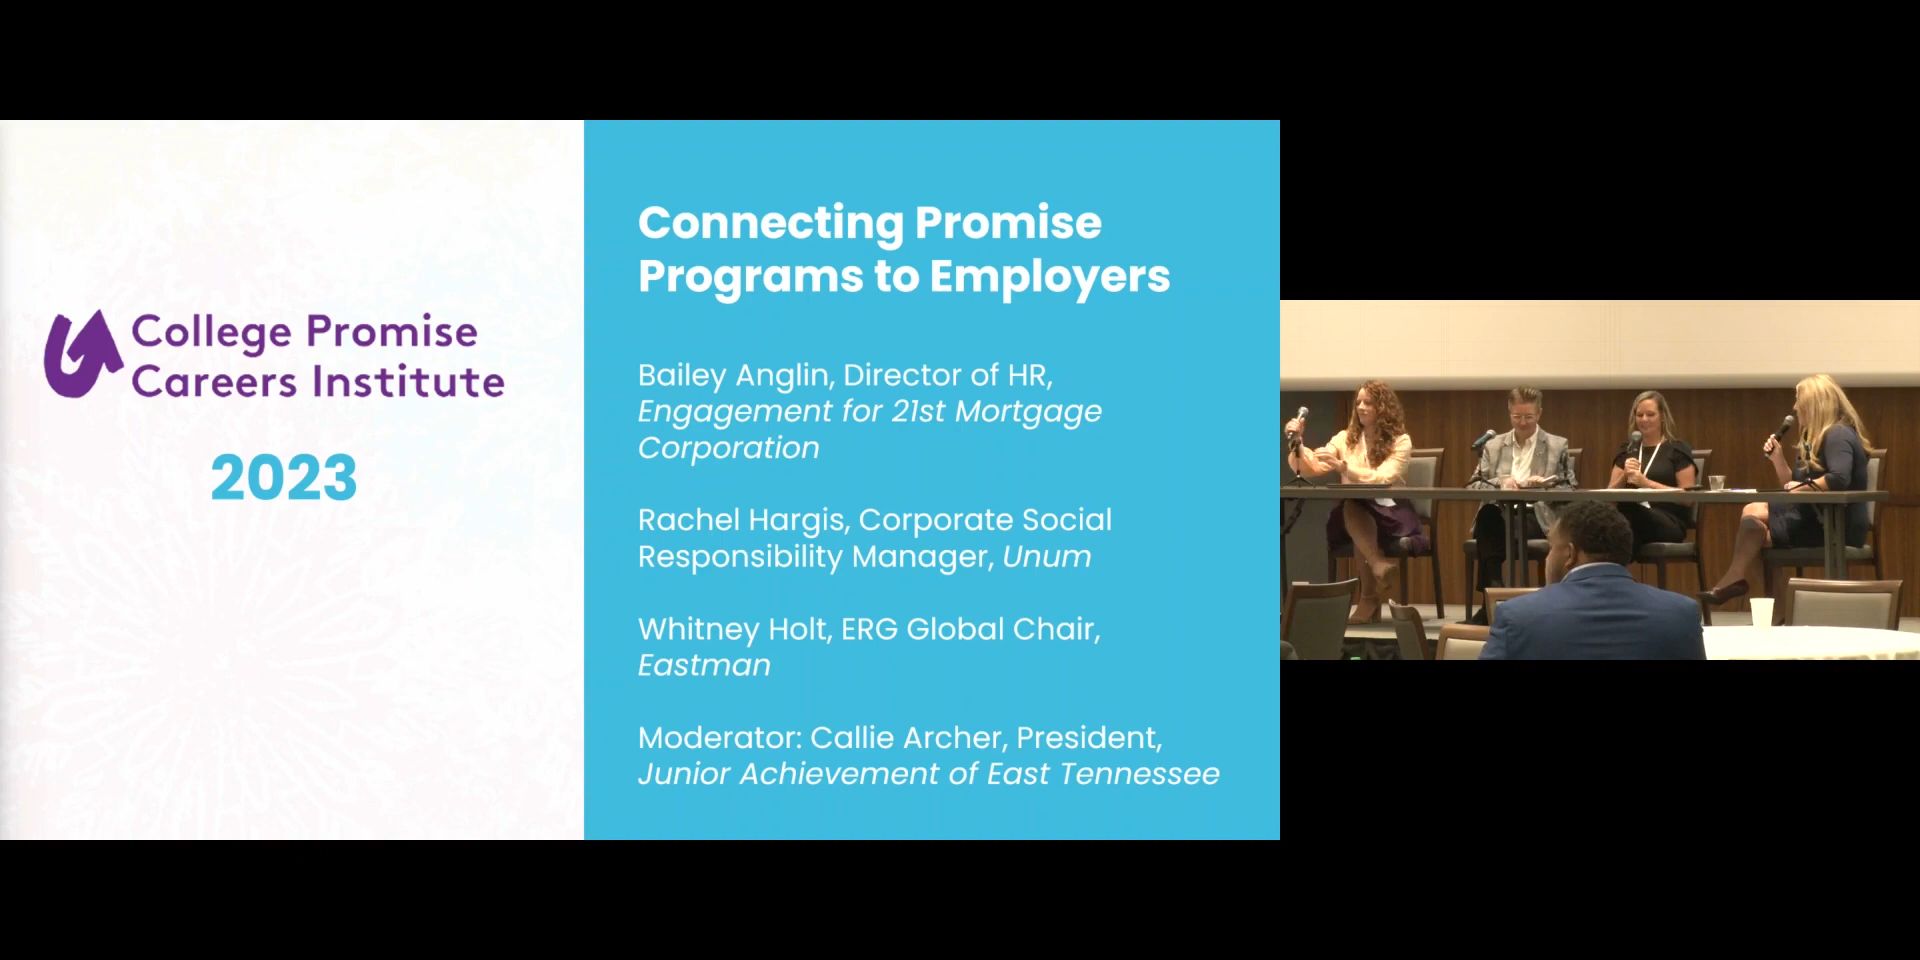 College Promise
Careers Institute
2023
Connecting Promise
Programs to Employers
Bailey Anglin, Director of HR,
Engagement for 21st Mortgage
Corporation
Rachel Hargis, Corporate Social
Responsibility Manager, Unum
Whitney Holt, ERG Global Chair,
Eastman
Moderator: Callie Archer, President,
Junior Achievement of East Tennessee